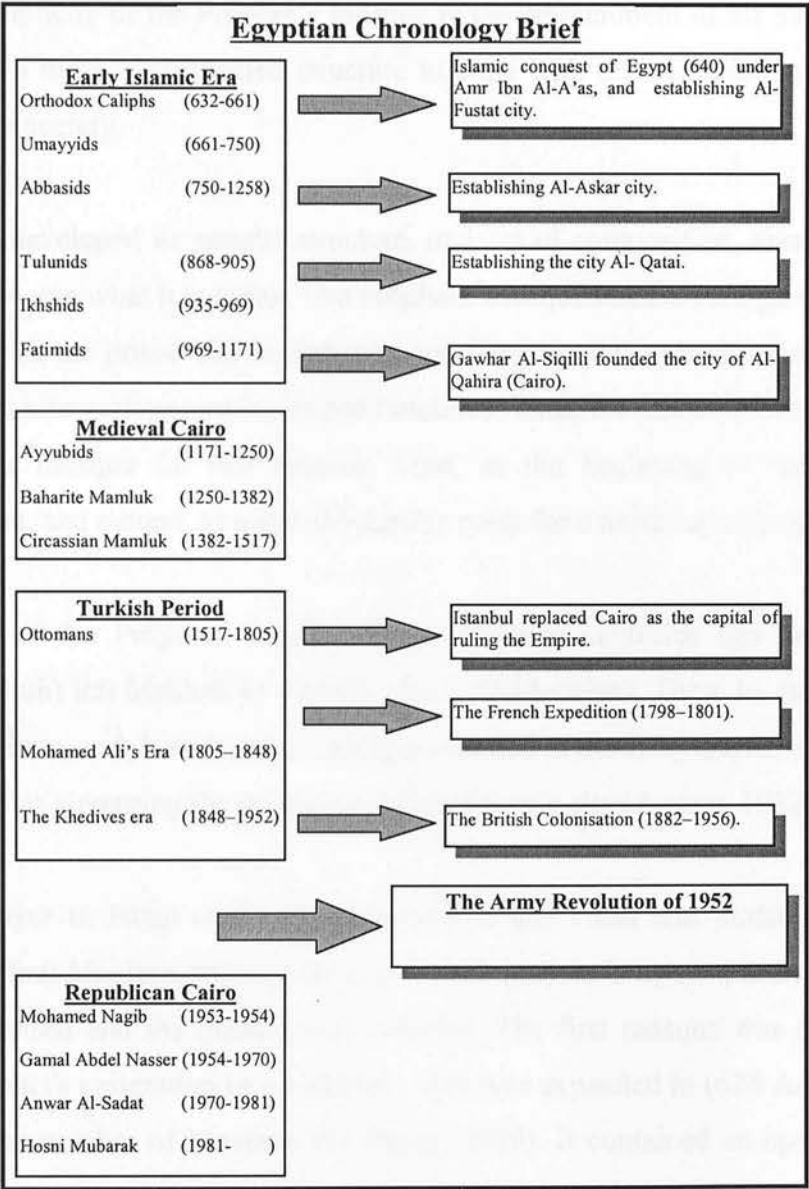 Egyptian Chronology Brief
Early Islamic Era
Orthodox Caliphs (632-661)
Umayyids (661-750)
Abbasids (750-1258)
Tulunids (868-905)
Ikhshids (935-969)
Fatimids (969-1171)
Islamic conquest of Egypt (640) under
Amr Ibn Al-A'as, and establishing Al-
Fustat city.
Establishing Al-Askar city.
Establishing the city Al- Qatai.
Gawhar Al-Siqilli founded the city of Al-
Qahira (Cairo).
Medieval Cairo
Ayyubids (1171-1250)
Baharite Mamluk (1250-1382)
Circassian Mamluk (1382-1517)
Turkish Period
Ottomans (1517-1805)
Mohamed Ali's Era (1805–1848)
The Khedives era (1848–1952)
Istanbul replaced Cairo as the capital of
ruling the Empire.
The French Expedition (1798–1801).
The British Colonisation (1882–1956).
The Army Revolution of 1952
Republican Cairo
Mohamed Nagib (1953-1954)
Gamal Abdel Nasser (1954-1970)
Anwar Al-Sadat (1970-1981)
Hosni Mubarak (1981- )